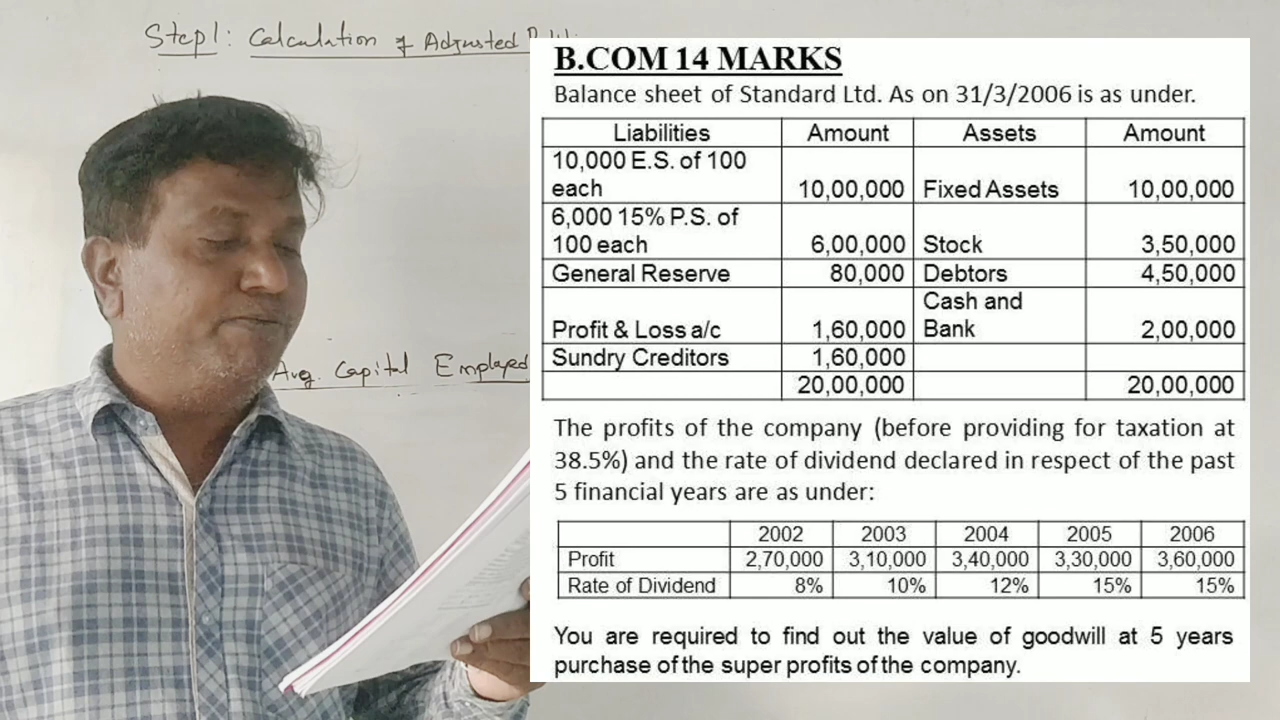 Step1: Calculation of Adjusted
Avg. Capital Employed
B.COM 14 MARKS
Balance sheet of Standard Ltd. As on 31/3/2006 is as under.
Liabilities Amount Assets Amount
10,000 E.S. of 100
each 10,00,000 Fixed Assets 10,00,000
6,000 15% P.S. of
100 each 6,00,000 Stock 3,50,000
General Reserve 80,000 Debtors 4,50,000
Cash and
Profit & Loss a/c 1,60,000 Bank 2,00,000
Sundry Creditors 1,60,000
20,00,000 20,00,000
The profits of the company (before providing for taxation at
38.5%) and the rate of dividend declared in respect of the past
5 financial years are as under:
2002 2003 2004 2005 2006
Profit 2,70,000 3,10,000 3,40,000 3,30,000 3,60,000
Rate of Dividend 8% 10% 12% 15% 15%
You are required to find out the value of goodwill at 5 years
purchase of the super profits of the company.